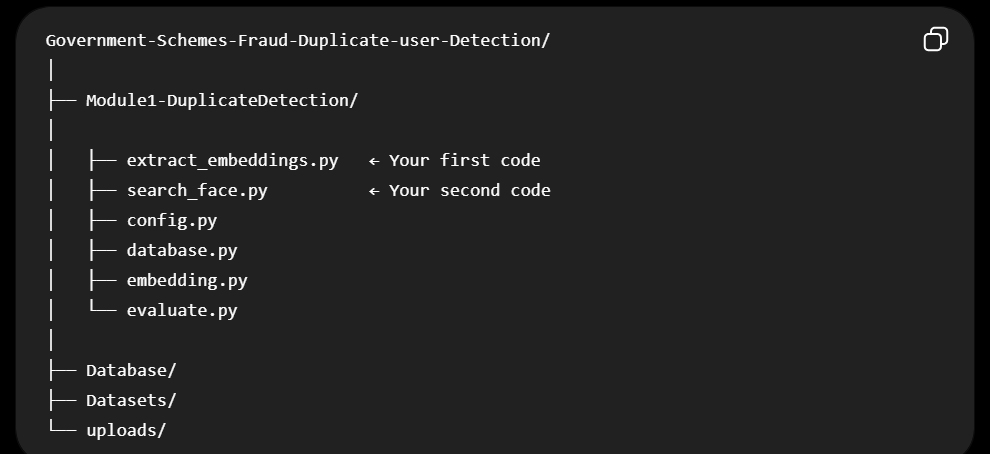 Government-Schemes-Fraud-Duplicate-user-Detection/
│
├── Module1-DuplicateDetection/
│
│   ├── extract_embeddings.py   ← Your first code
│   ├── search_face.py          ← Your second code
│   ├── config.py
│   ├── database.py
│   ├── embedding.py
│   └── evaluate.py
│
├── Database/
├── Datasets/
└── uploads/